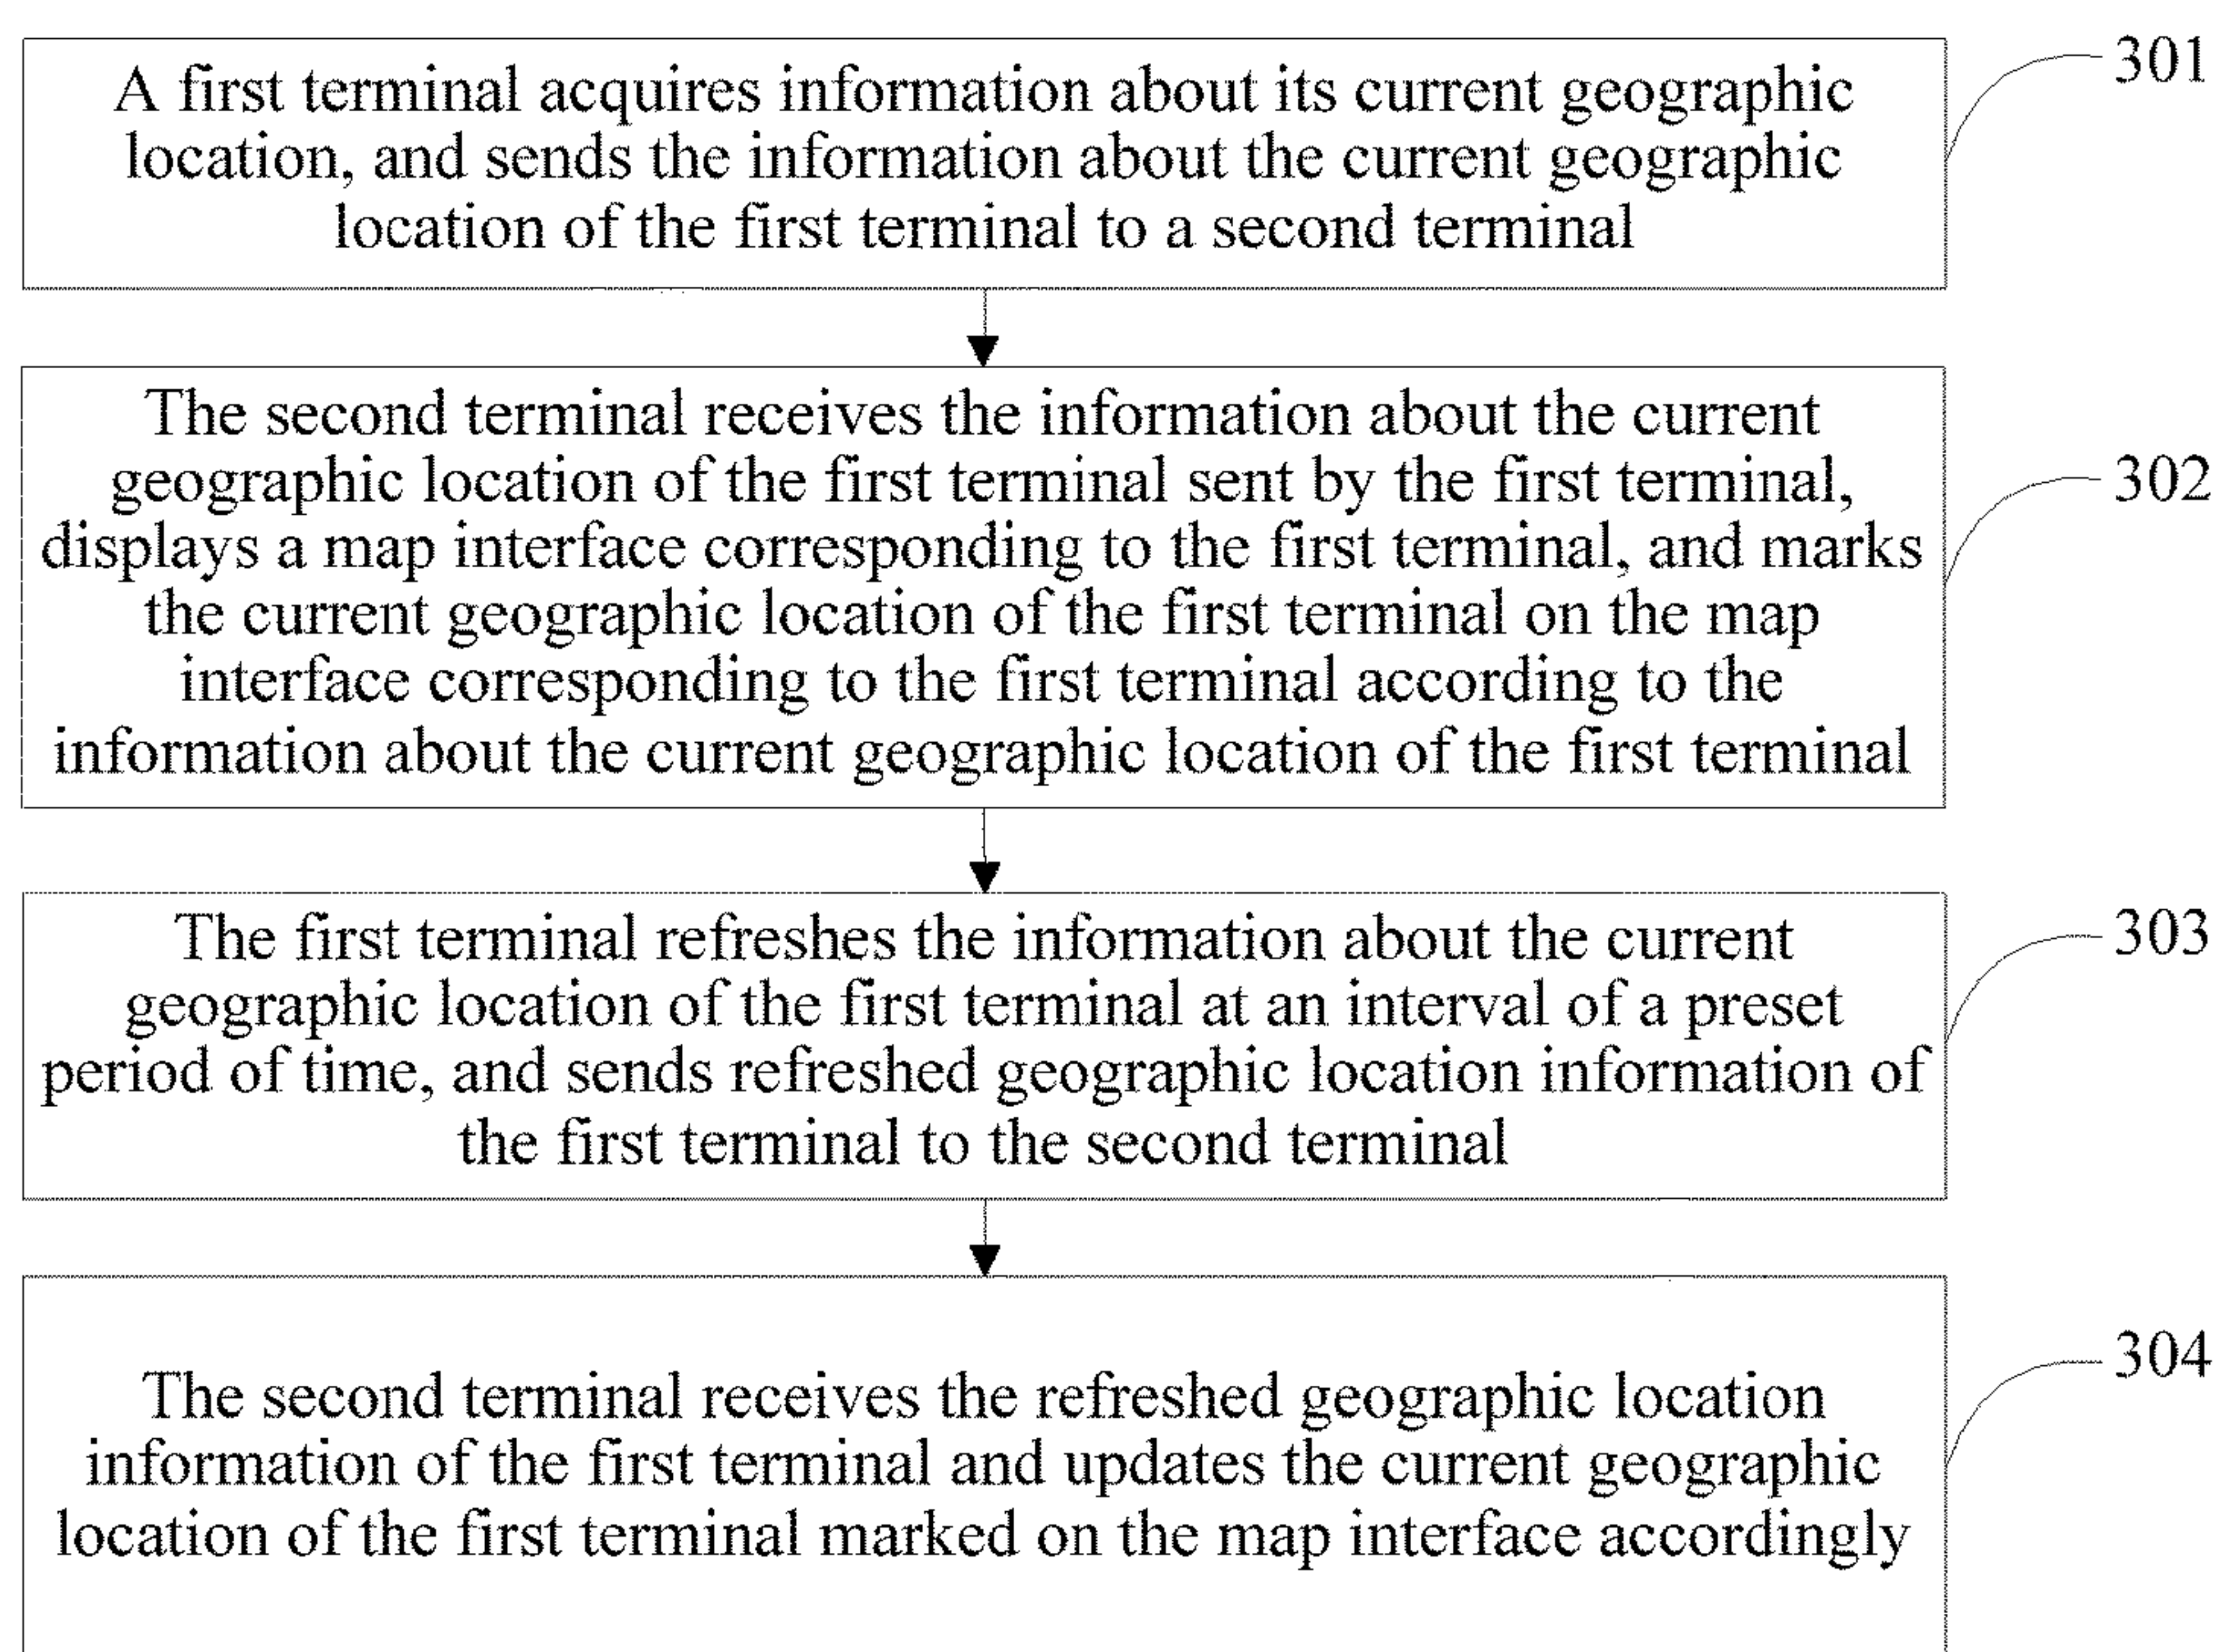 A first terminal acquires information about its current geographic
location, and sends the information about the current geographic
location of the first terminal to a second terminal
301
The second terminal receives the information about the current
geographic location of the first terminal sent by the first terminal,
displays a map interface corresponding to the first terminal, and marks
the current geographic location of the first terminal on the map
interface corresponding to the first terminal according to the
information about the current geographic location of the first terminal
302
The first terminal refreshes the information about the current
geographic location of the first terminal at an interval of a preset
period of time, and sends refreshed geographic location information of
the first terminal to the second terminal
303
The second terminal receives the refreshed geographic location
information of the first terminal and updates the current geographic
location of the first terminal marked on the map interface accordingly
304